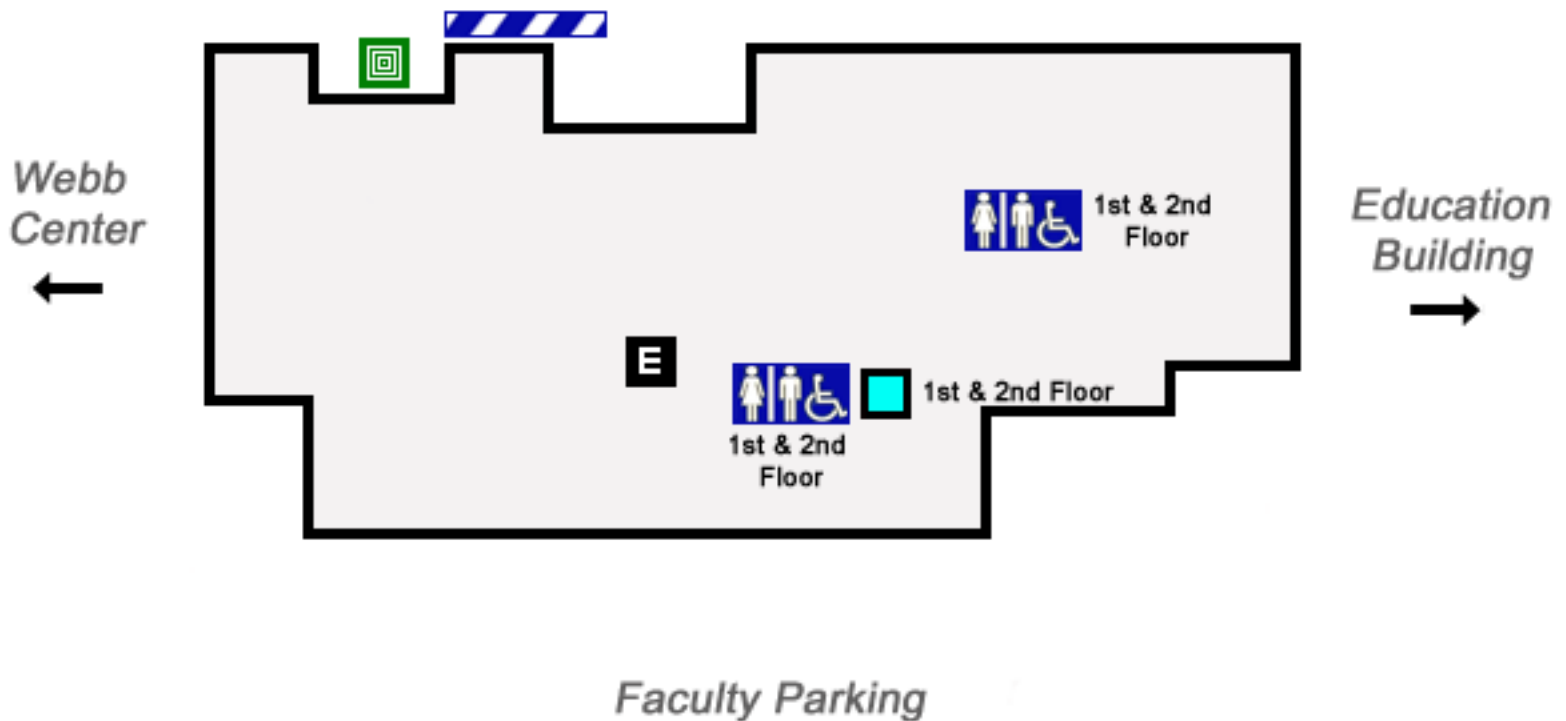 Webb
Center
1st & 2nd
Floor
Education
Building
E
1st & 2nd Floor
1st & 2nd
Floor
Faculty Parking